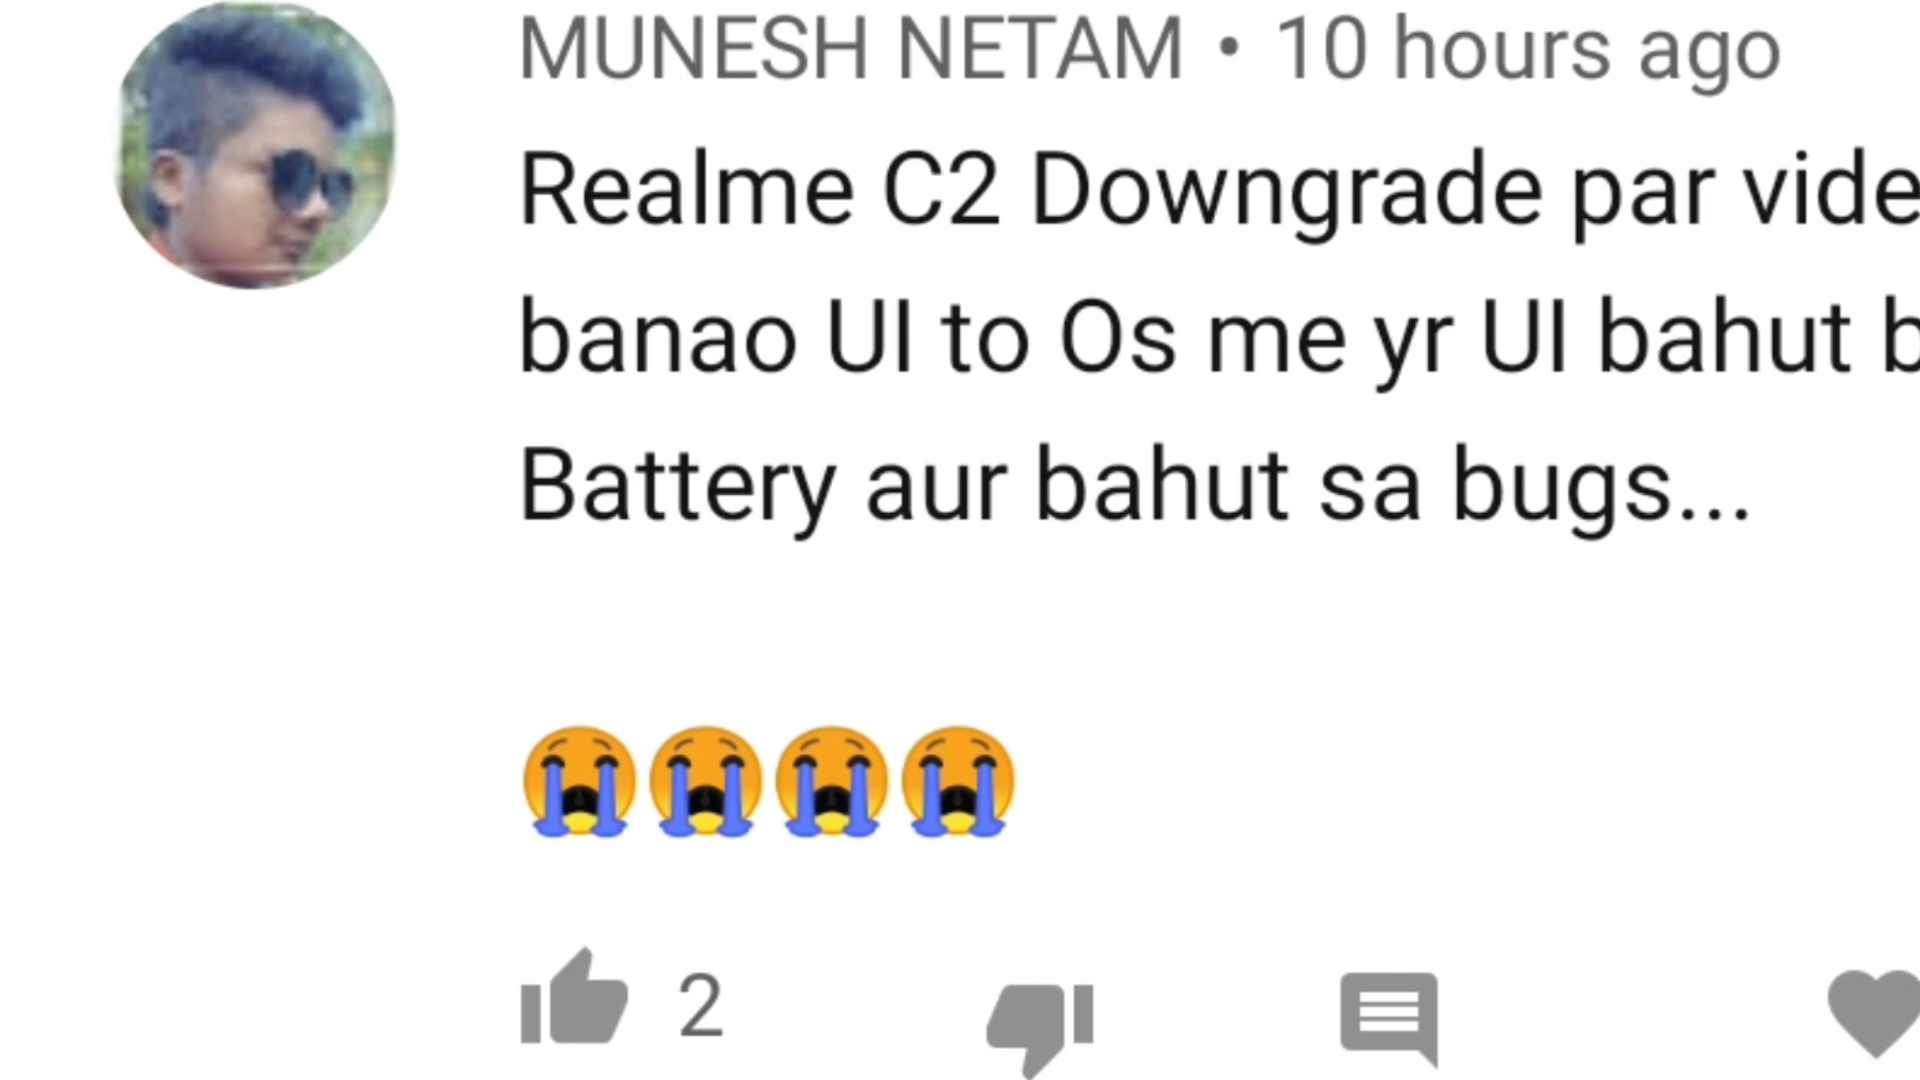 MUNESH NETAM • 10 hours ago
Realme C2 Downgrade par vide
banao UI to Os me yr UI bahut b
Battery aur bahut sa bugs...
😭😭😭😭
2